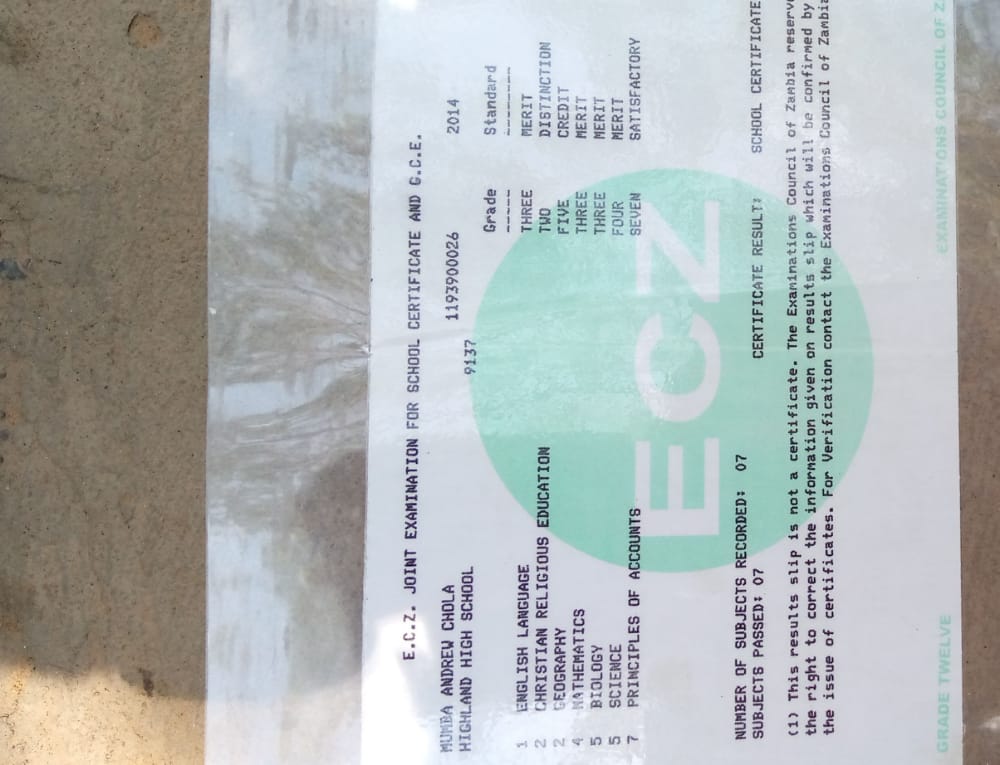 E.C.Z. JOINT EXAMINATION FOR SCHOOL CERTIFICATE AND G.C.E.
MUMBA ANDREW CHOLA 1193900026 2014
HIGHLAND HIGH SCHOOL 9137
Grade Standard
----- --------
1 ENGLISH LANGUAGE THREE MERIT
2 CHRISTIAN RELIGIOUS EDUCATION TWO DISTINCTION
2 GEOGRAPHY FIVE CREDIT
4 MATHEMATICS THREE MERIT
5 BIOLOGY THREE MERIT
5 SCIENCE FOUR MERIT
7 PRINCIPLES OF ACCOUNTS SEVEN SATISFACTORY
ECZ
NUMBER OF SUBJECTS RECORDED: 07
SUBJECTS PASSED: 07 CERTIFICATE RESULT: SCHOOL CERTIFICATE
(1) This results slip is not a certificate. The Examinations Council of Zambia reserv
the right to correct the information given on results slip which will be confirmed by
the issue of certificates. For Verification contact the Examinations Council of Zambia
GRADE TWELVE EXAMINATIONS COUNCIL OF Z